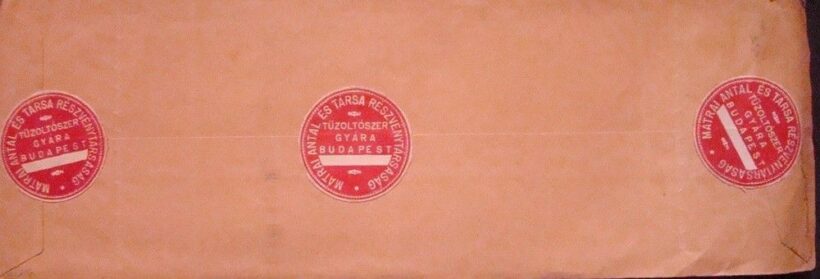 MÁTRAI ANTAL ÉS TÁRSA RÉSZVÉNYTÁRSASÁG
TŰZOLTÓSZER
GYÁRA
BUDAPEST
MÁTRAI ANTAL ÉS TÁRSA RÉSZVÉNYTÁRSASÁG
TŰZOLTÓSZER
GYÁRA
BUDAPEST
MÁTRAI ANTAL ÉS TÁRSA RÉSZVÉNYTÁRSASÁG
TŰZOLTÓSZER
GYÁRA
BUDAPEST